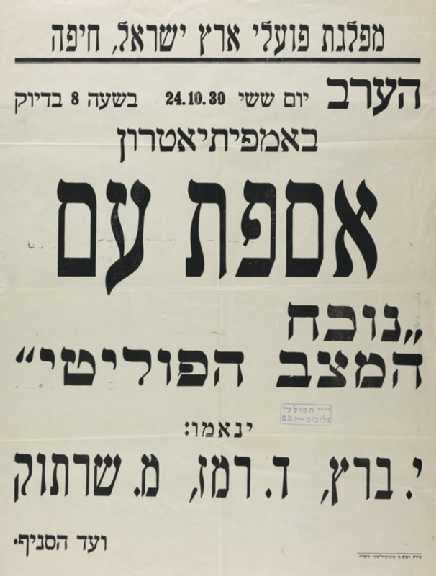 מפלגת פועלי ארץ ישראל, חיפה
הערב יום ששי 24.10.30 בשעה 8 בדיוק
באמפיתיאטרון
אספת עם
„נוכח
המצב הפוליטי“
ינאמו:
י. ברץ, ד. רמז, מ. שרתוק
ועד הסניף.